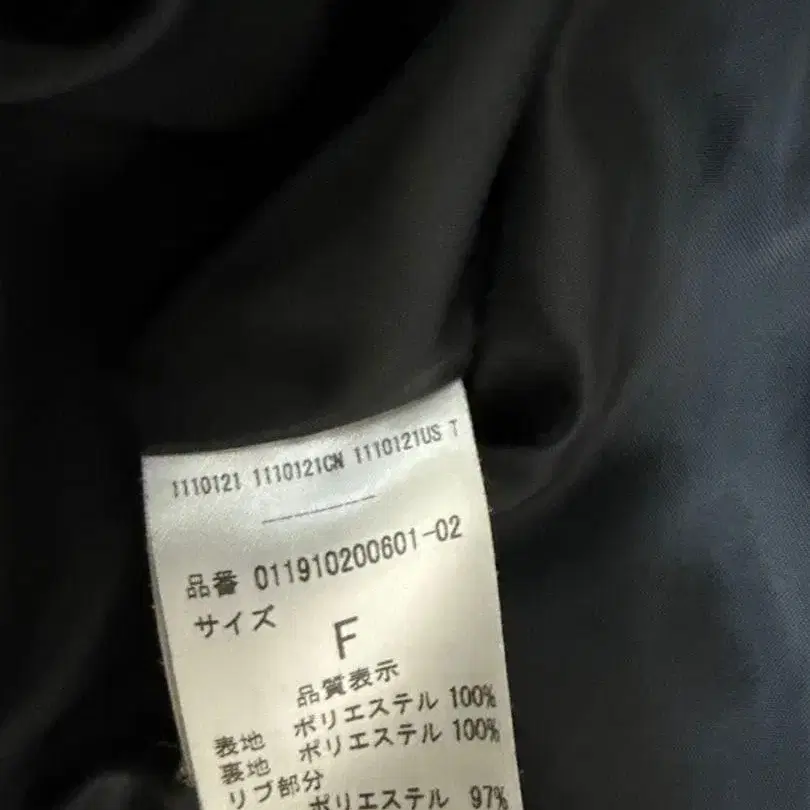 1110121 1110121CN 1110121US T
品番 011910200601-02
サイズ
F
品質表示
表地 ポリエステル 100%
裏地 ポリエステル 100%
リブ部分
ポリエステル 97%